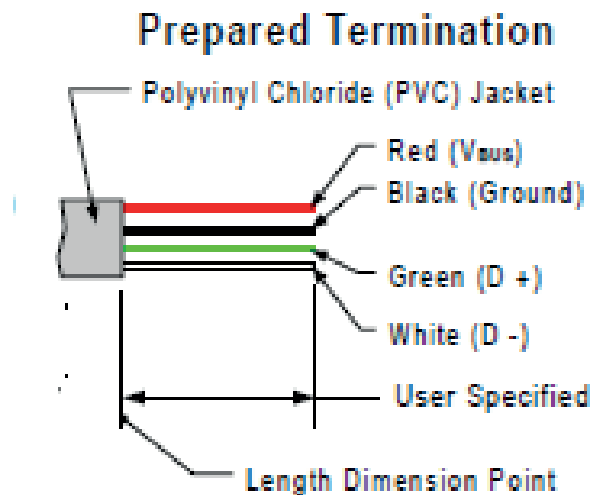 Prepared Termination
Polyvinyl Chloride (PVC) Jacket
Red (VBUS)
Black (Ground)
Green (D +)
White (D -)
User Specified
Length Dimension Point